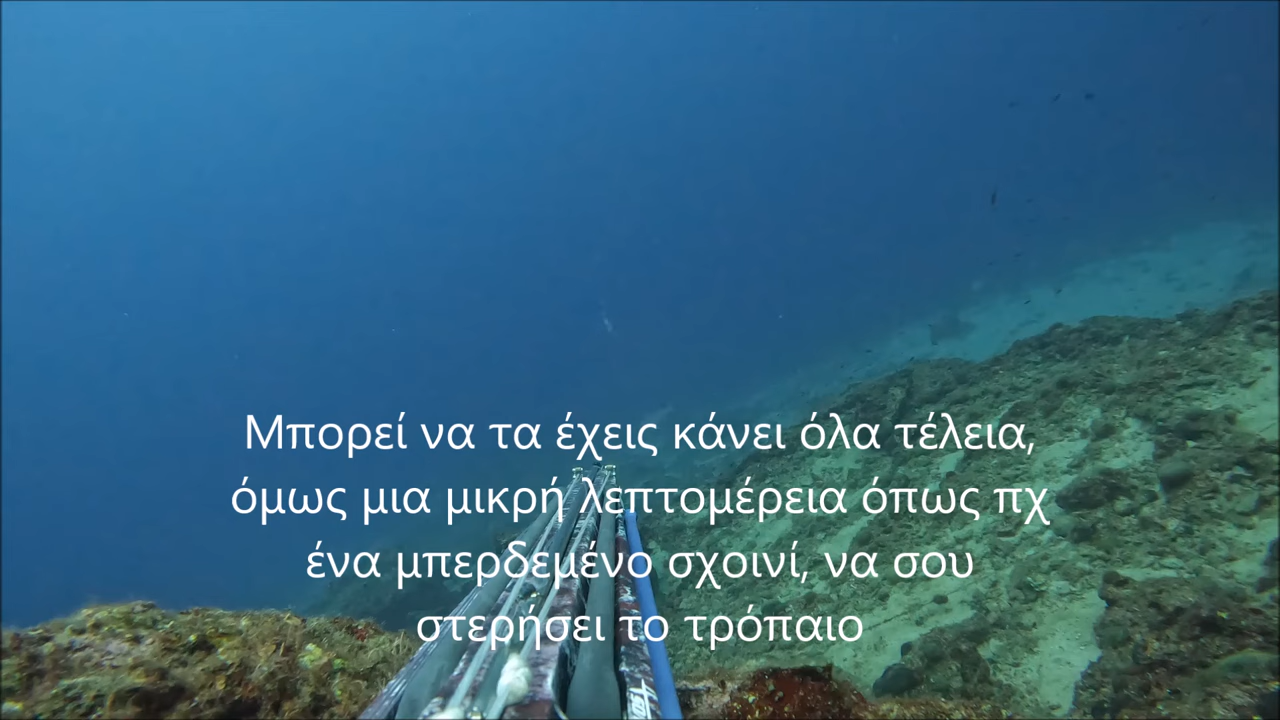 Μπορεί να τα έχεις κάνει όλα τέλεια,
όμως μια μικρή λεπτομέρεια όπως πχ
ένα μπερδεμένο σχοινί, να σου
στερήσει το τρόπαιο